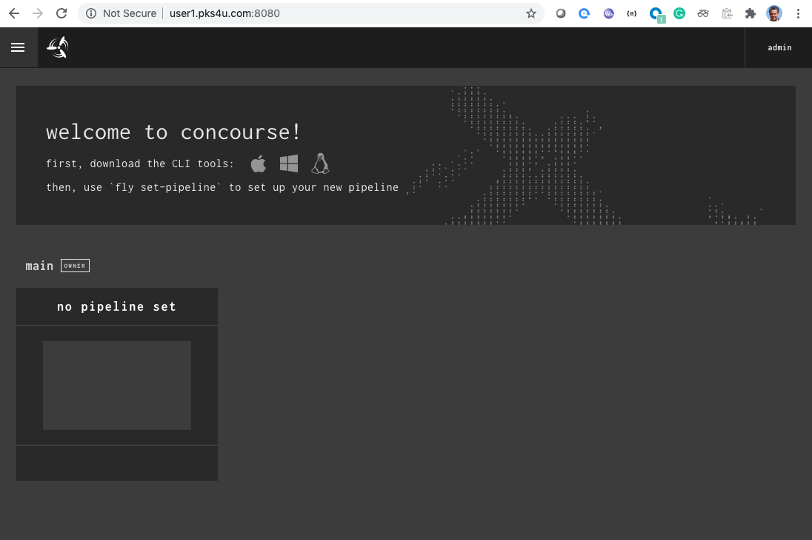 Not Secure | user1.pks4u.com:8080
admin
welcome to concourse!
first, download the CLI tools:
then, use `fly set-pipeline` to set up your new pipeline
main OWNER
no pipeline set